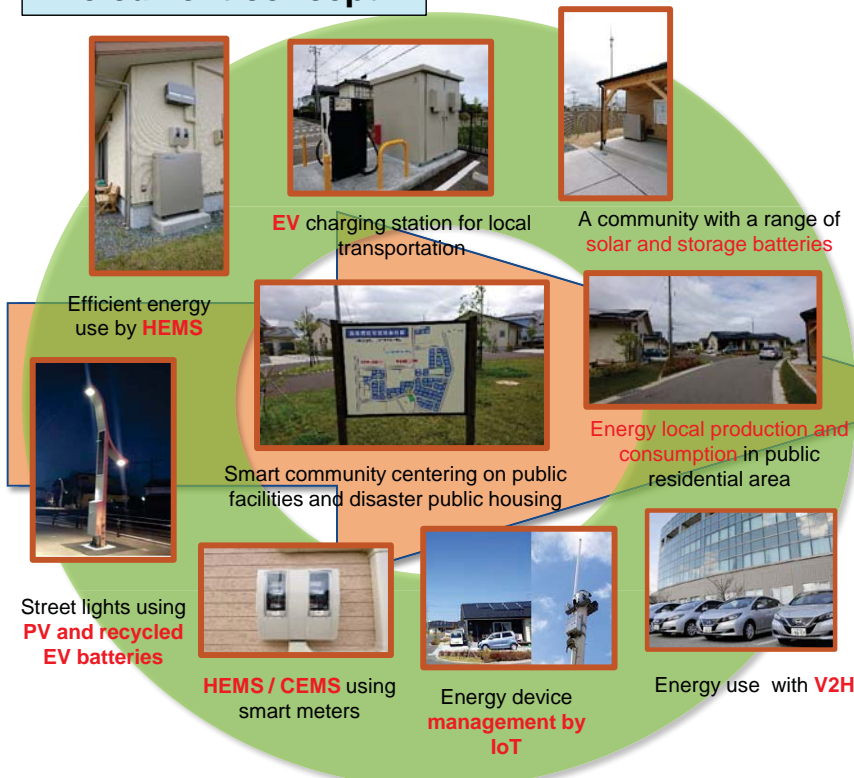 EV charging station for local
transportation
A community with a range of
solar and storage batteries
Efficient energy
use by HEMS
Smart community centering on public
facilities and disaster public housing
Energy local production and
consumption in public
residential area
Street lights using
PV and recycled
EV batteries
HEMS / CEMS using
smart meters
Energy device
management by
IoT
Energy use with V2H